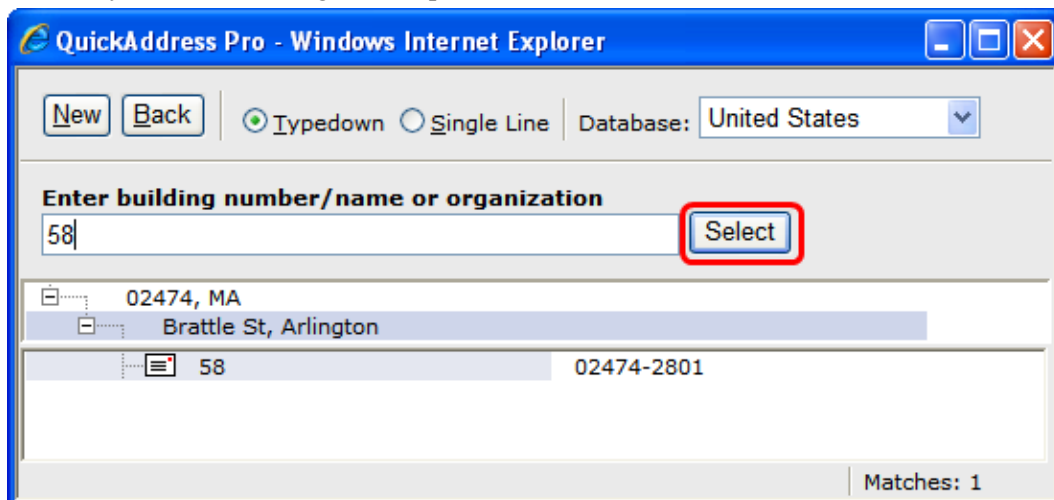 QuickAddress Pro - Windows Internet Explorer
New Back Typedown Single Line Database: United States
Enter building number/name or organization
58 Select
02474, MA
Brattle St, Arlington
58 02474-2801
Matches: 1